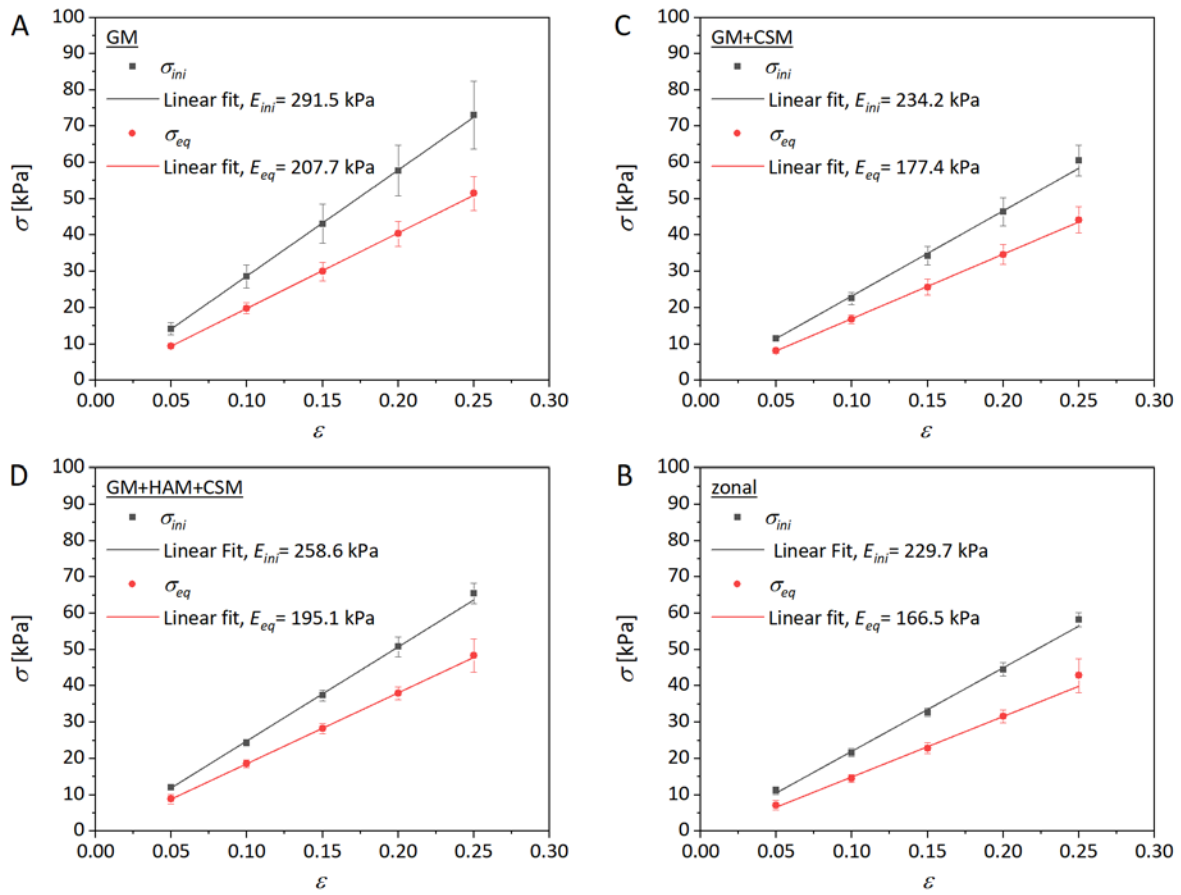 A
GM
σini
Linear fit, Eini= 291.5 kPa
σeq
Linear fit, Eeq= 207.7 kPa
100
90
80
70
60
50
40
30
20
10
0
σ [kPa]
0.00 0.05 0.10 0.15 0.20 0.25 0.30
ε
C
GM+CSM
σini
Linear fit, Eini= 234.2 kPa
σeq
Linear fit, Eeq= 177.4 kPa
100
90
80
70
60
50
40
30
20
10
0
σ [kPa]
0.00 0.05 0.10 0.15 0.20 0.25 0.30
ε
D
GM+HAM+CSM
σini
Linear Fit, Eini= 258.6 kPa
σeq
Linear fit, Eeq= 195.1 kPa
100
90
80
70
60
50
40
30
20
10
0
σ [kPa]
0.00 0.05 0.10 0.15 0.20 0.25 0.30
ε
B
zonal
σini
Linear Fit, Eini= 229.7 kPa
σeq
Linear fit, Eeq= 166.5 kPa
100
90
80
70
60
50
40
30
20
10
0
σ [kPa]
0.00 0.05 0.10 0.15 0.20 0.25 0.30
ε